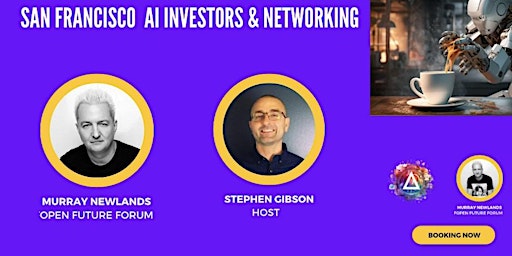 SAN FRANCISCO AI INVESTORS & NETWORKING
MURRAY NEWLANDS
OPEN FUTURE FORUM
STEPHEN GIBSON
HOST
MURRAY NEWLANDS
FOPEN FUTURE FORUM
BOOKING NOW